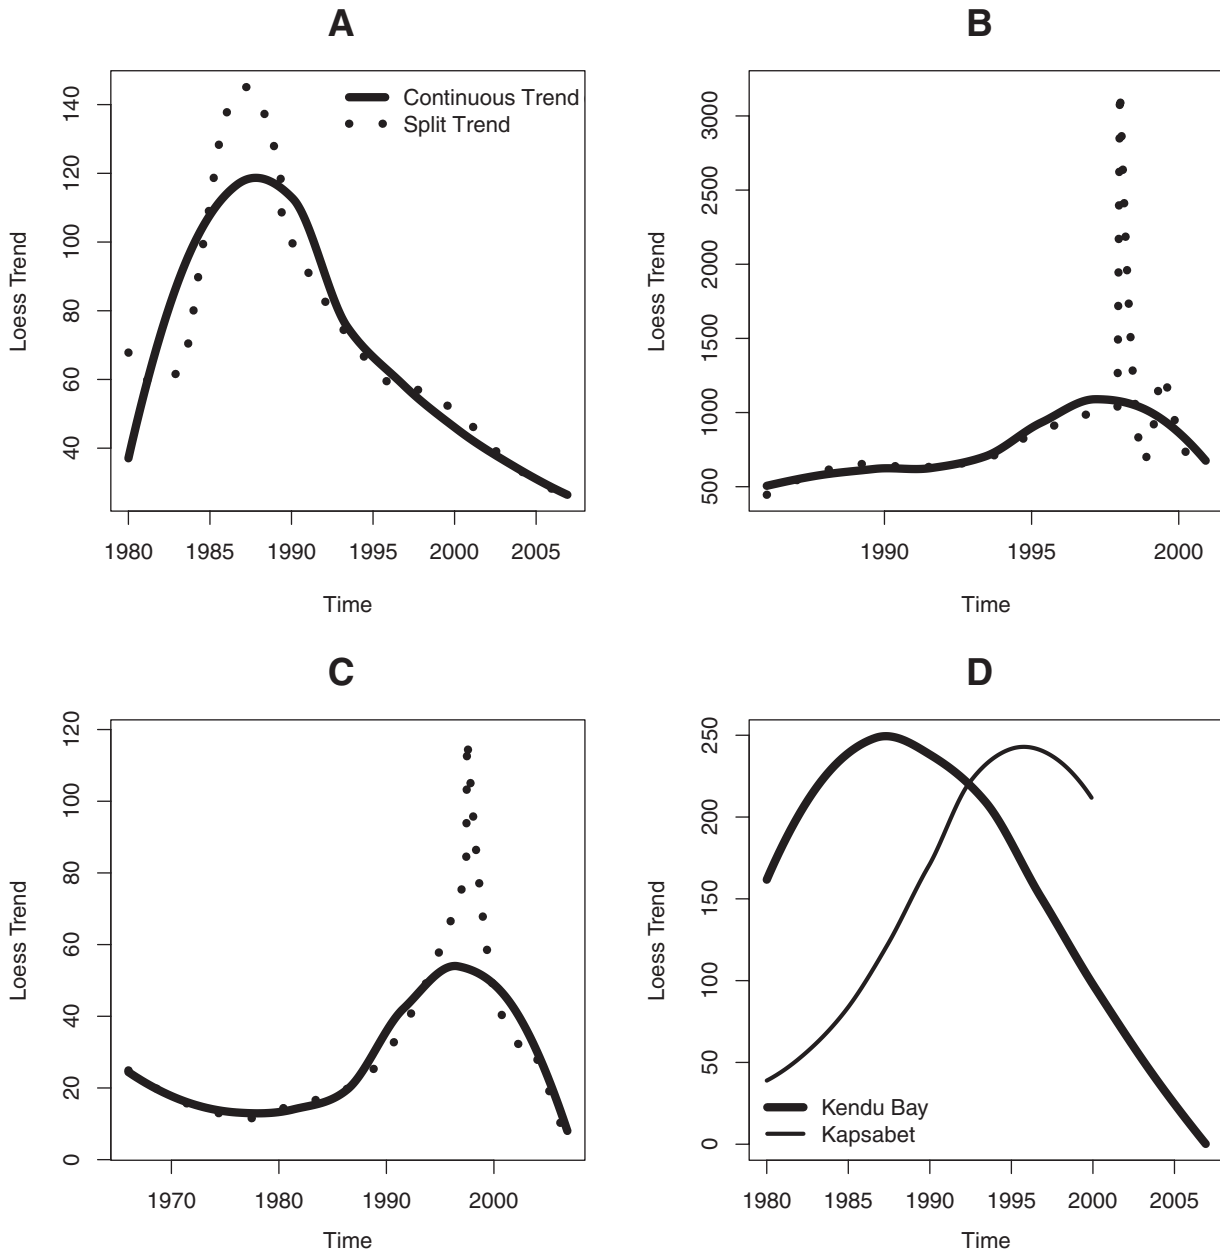 A
Loess Trend
140
120
100
80
60
40
Continuous Trend
Split Trend
1980 1985 1990 1995 2000 2005
Time
B
Loess Trend
3000
2500
2000
1500
1000
500
1990 1995 2000
Time
C
Loess Trend
120
100
80
60
40
20
0
1970 1980 1990 2000
Time
D
Loess Trend
250
200
150
100
50
0
Kendu Bay
Kapsabet
1980 1985 1990 1995 2000 2005
Time